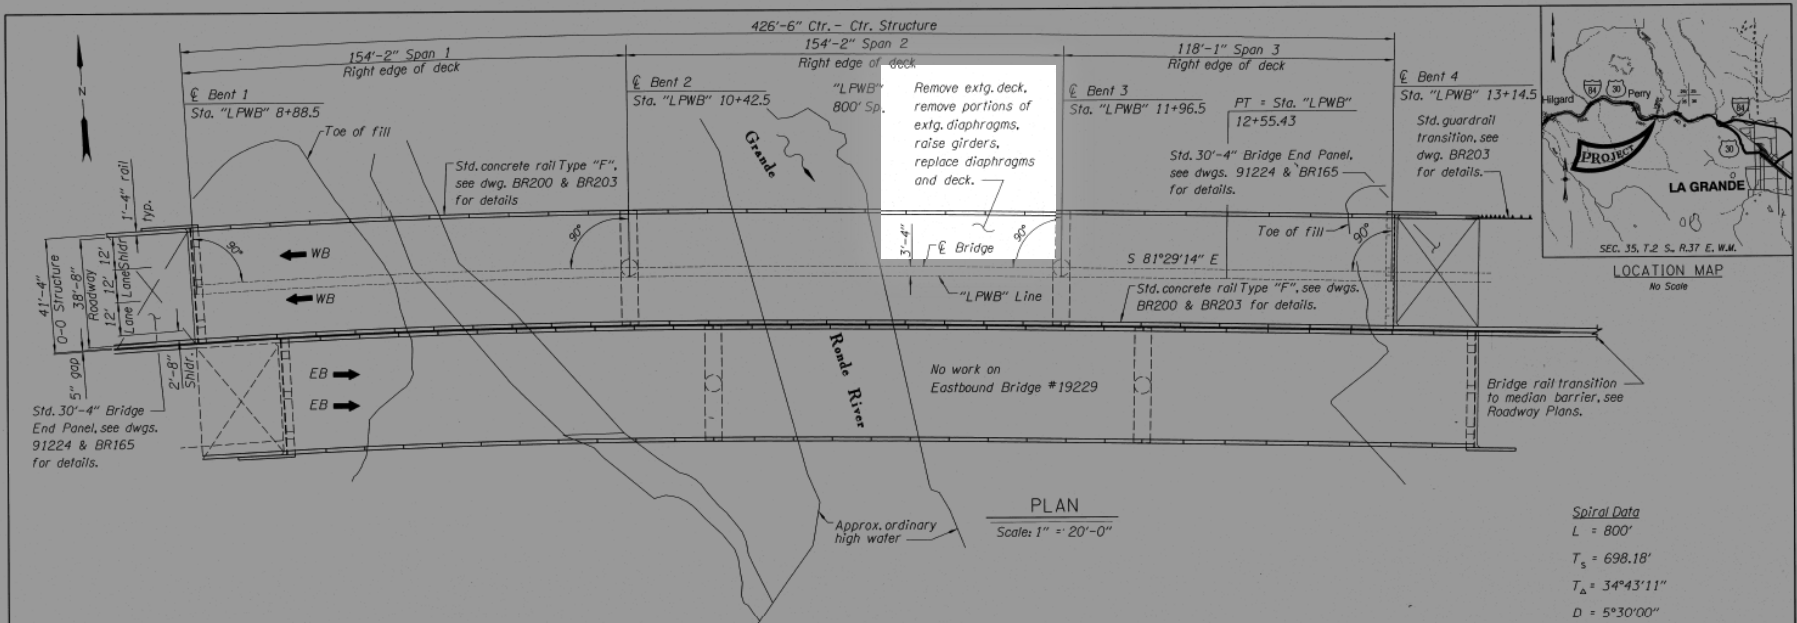 426'-6" Ctr. - Ctr. Structure
154'-2" Span 1
Right edge of deck
154'-2" Span 2
Right edge of deck
118'-1" Span 3
Right edge of deck
N
℄ Bent 1
Sta. "LPWB" 8+88.5
℄ Bent 2
Sta. "LPWB" 10+42.5
"LPWB"
800' Sp.
℄ Bent 3
Sta. "LPWB" 11+96.5
℄ Bent 4
Sta. "LPWB" 13+14.5
Remove extg. deck,
remove portions of
extg. diaphragms,
raise girders,
replace diaphragms
and deck.
PT = Sta. "LPWB"
12+55.43
Std. guardrail
transition, see
dwg. BR203
for details.
Toe of fill
Std. concrete rail Type "F",
see dwg. BR200 & BR203
for details
Grande
Std. 30'-4" Bridge End Panel,
see dwgs. 91224 & BR165
for details.
Toe of fill
1'-4" rail
typ.
90°
90°
90°
90°
WB
WB
3'-4"
℄ Bridge
S 81°29'14" E
"LPWB" Line
Std. concrete rail Type "F", see dwgs.
BR200 & BR203 for details.
41'-4"
O-O Structure
38'-8"
Roadway
12' 12' 12'
Lane Lane Shldr.
5" gap
2'-8"
Shldr.
EB
EB
Ronde River
No work on
Eastbound Bridge #19229
Std. 30'-4" Bridge
End Panel, see dwgs.
91224 & BR165
for details.
Bridge rail transition
to median barrier, see
Roadway Plans.
Approx. ordinary
high water
PLAN
Scale: 1" = 20'-0"
Hilgard
84
30
Perry
84
30
PROJECT
LA GRANDE
SEC. 35, T.2 S., R.37 E. W.M.
LOCATION MAP
No Scale
Spiral Data
L = 800'
Ts = 698.18'
T△ = 34°43'11"
D = 5°30'00"